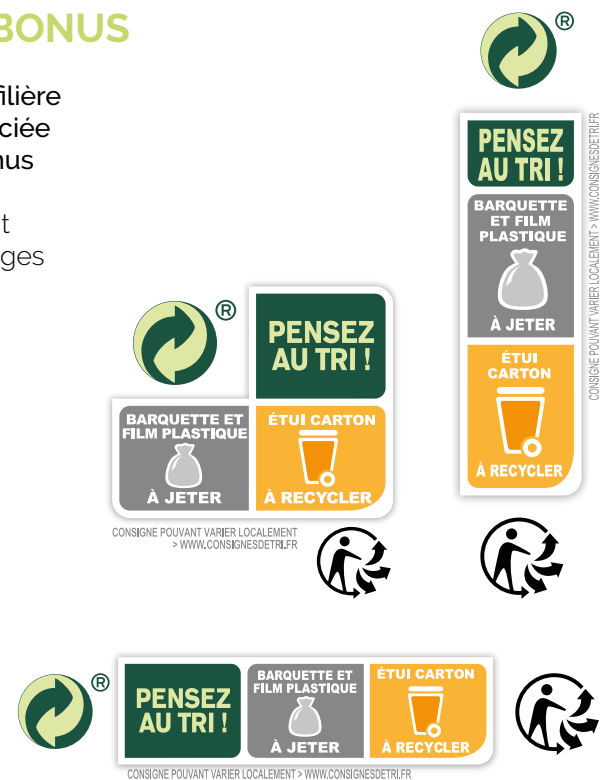 BONUS
filière
ciée
nus
t
ges
®
PENSEZ
AU TRI !
BARQUETTE
ET FILM
PLASTIQUE
À JETER
ÉTUI
CARTON
À RECYCLER
CONSIGNE POUVANT VARIER LOCALEMENT > WWW.CONSIGNESDETRI.FR
®
PENSEZ
AU TRI !
BARQUETTE ET
FILM PLASTIQUE
À JETER
ÉTUI CARTON
À RECYCLER
CONSIGNE POUVANT VARIER LOCALEMENT
> WWW.CONSIGNESDETRI.FR
®
PENSEZ
AU TRI !
BARQUETTE ET
FILM PLASTIQUE
À JETER
ÉTUI CARTON
À RECYCLER
CONSIGNE POUVANT VARIER LOCALEMENT > WWW.CONSIGNESDETRI.FR